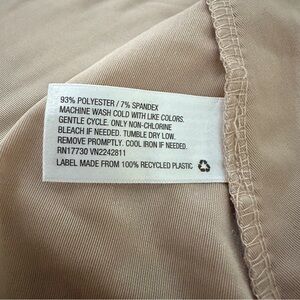 93% POLYESTER / 7% SPANDEX
MACHINE WASH COLD WITH LIKE COLORS.
GENTLE CYCLE. ONLY NON-CHLORINE
BLEACH IF NEEDED. TUMBLE DRY LOW.
REMOVE PROMPTLY. COOL IRON IF NEEDED.
RN17730 VN2242811
LABEL MADE FROM 100% RECYCLED PLASTIC